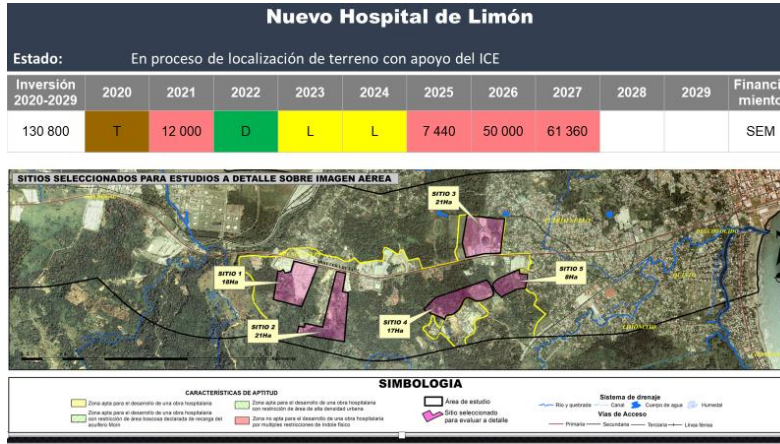 Nuevo Hospital de Limón
Estado: En proceso de localización de terreno con apoyo del ICE
Inversión 2020-2029 2020 2021 2022 2023 2024 2025 2026 2027 2028 2029 Financi miento
130 800 T 12 000 D L L 7 440 50 000 61 360 SEM
SITIOS SELECCIONADOS PARA ESTUDIOS A DETALLE SOBRE IMAGEN AÉREA
SITIO 3
21Ha
SITIO 1
18Ha
SITIO 5
8Ha
SITIO 2
21Ha
SITIO 4
17Ha
SIMBOLOGIA
CARACTERÍSTICAS DE APTITUD
Zona apta para el desarrollo de una obra hospitalaria
Zona apta para el desarrollo de una obra hospitalaria
con restricción de área boscosa declarada de recarga del
acuífero Moín
Zona apta para el desarrollo de una obra hospitalaria
con restricción de área de alta densidad urbana
Zona no apta para el desarrollo de una obra hospitalaria
por multiples restricciones de índole físico
Área de estudio
Sitio seleccionado
para evaluar a detalle
Sistema de drenaje
Río y quebrada Canal Cuerpo de agua Humedal
Vías de Acceso
Primaria Secundaria Terciaria Línea férrea